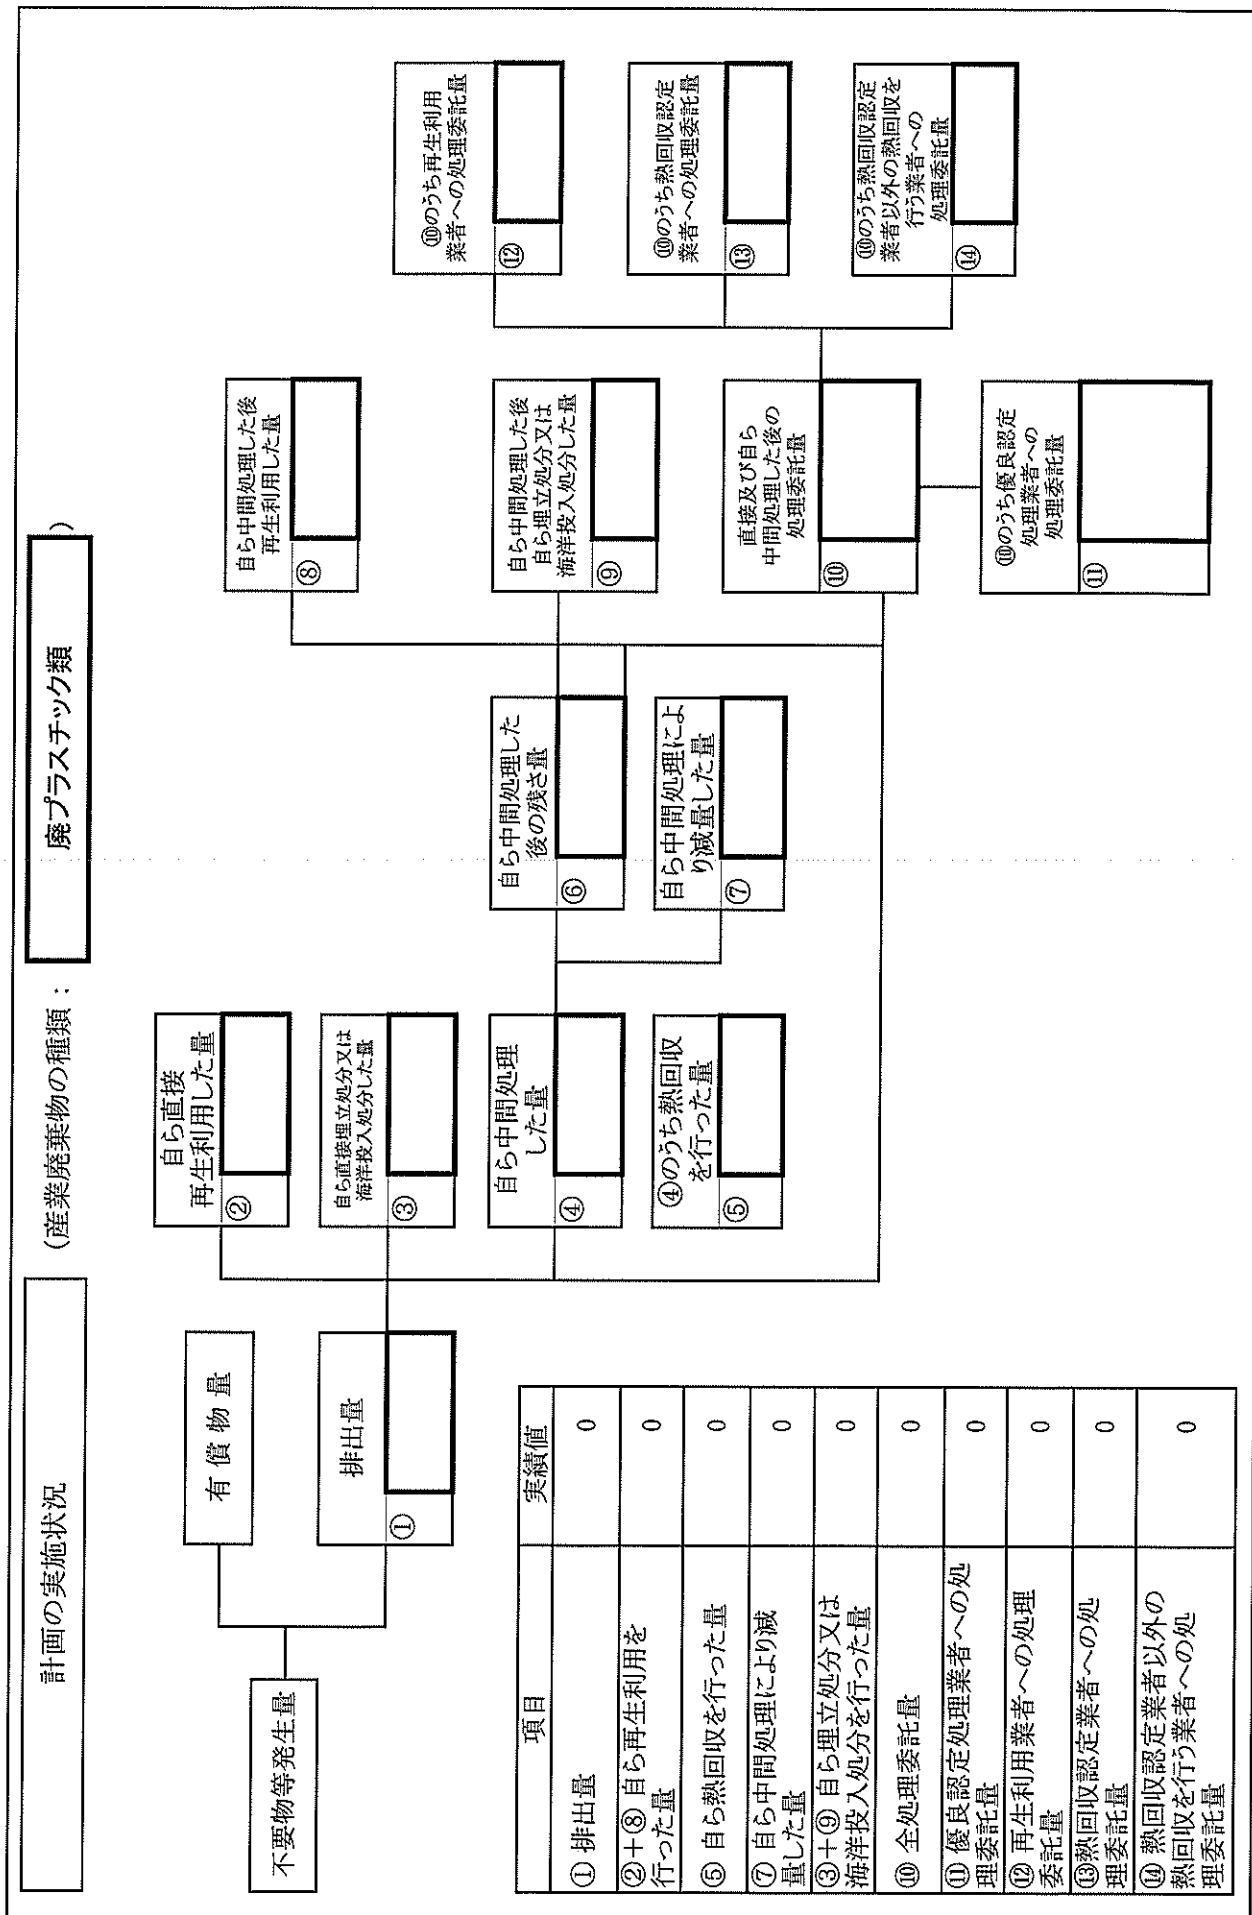 計画の実施状況
(産業廃棄物の種類：
廃プラスチック類
)
不要物等発生量
有 償 物 量
排出量
①
自ら直接
再生利用した量
②
自ら直接埋立処分又は
海洋投入処分した量
③
自ら中間処理
した量
④
④のうち熱回収
を行った量
⑤
自ら中間処理した
後の残さ量
⑥
自ら中間処理によ
り減量した量
⑦
自ら中間処理した後
再生利用した量
⑧
自ら中間処理した後
自ら埋立処分又は
海洋投入処分した量
⑨
直接及び自ら
中間処理した後の
処理委託量
⑩
⑩のうち優良認定
処理業者への
処理委託量
⑪
⑩のうち再生利用
業者への処理委託量
⑫
⑩のうち熱回収認定
業者への処理委託量
⑬
⑩のうち熱回収認定
業者以外の熱回収を
行う業者への
処理委託量
⑭
項目 実績値
① 排出量 0
②＋⑧ 自ら再生利用を
行った量 0
⑤ 自ら熱回収を行った量 0
⑦ 自ら中間処理により減
量した量 0
③＋⑨ 自ら埋立処分又は
海洋投入処分を行った量 0
⑩ 全処理委託量 0
⑪ 優良認定処理業者への処
理委託量 0
⑫ 再生利用業者への処理
委託量 0
⑬熱回収認定業者への処
理委託量 0
⑭ 熱回収認定業者以外の
熱回収を行う業者への処
理委託量 0